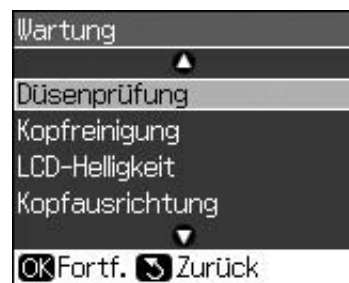 Wartung
Düsenprüfung
Kopfreinigung
LCD-Helligkeit
Kopfausrichtung
OK Fortf. Zurück